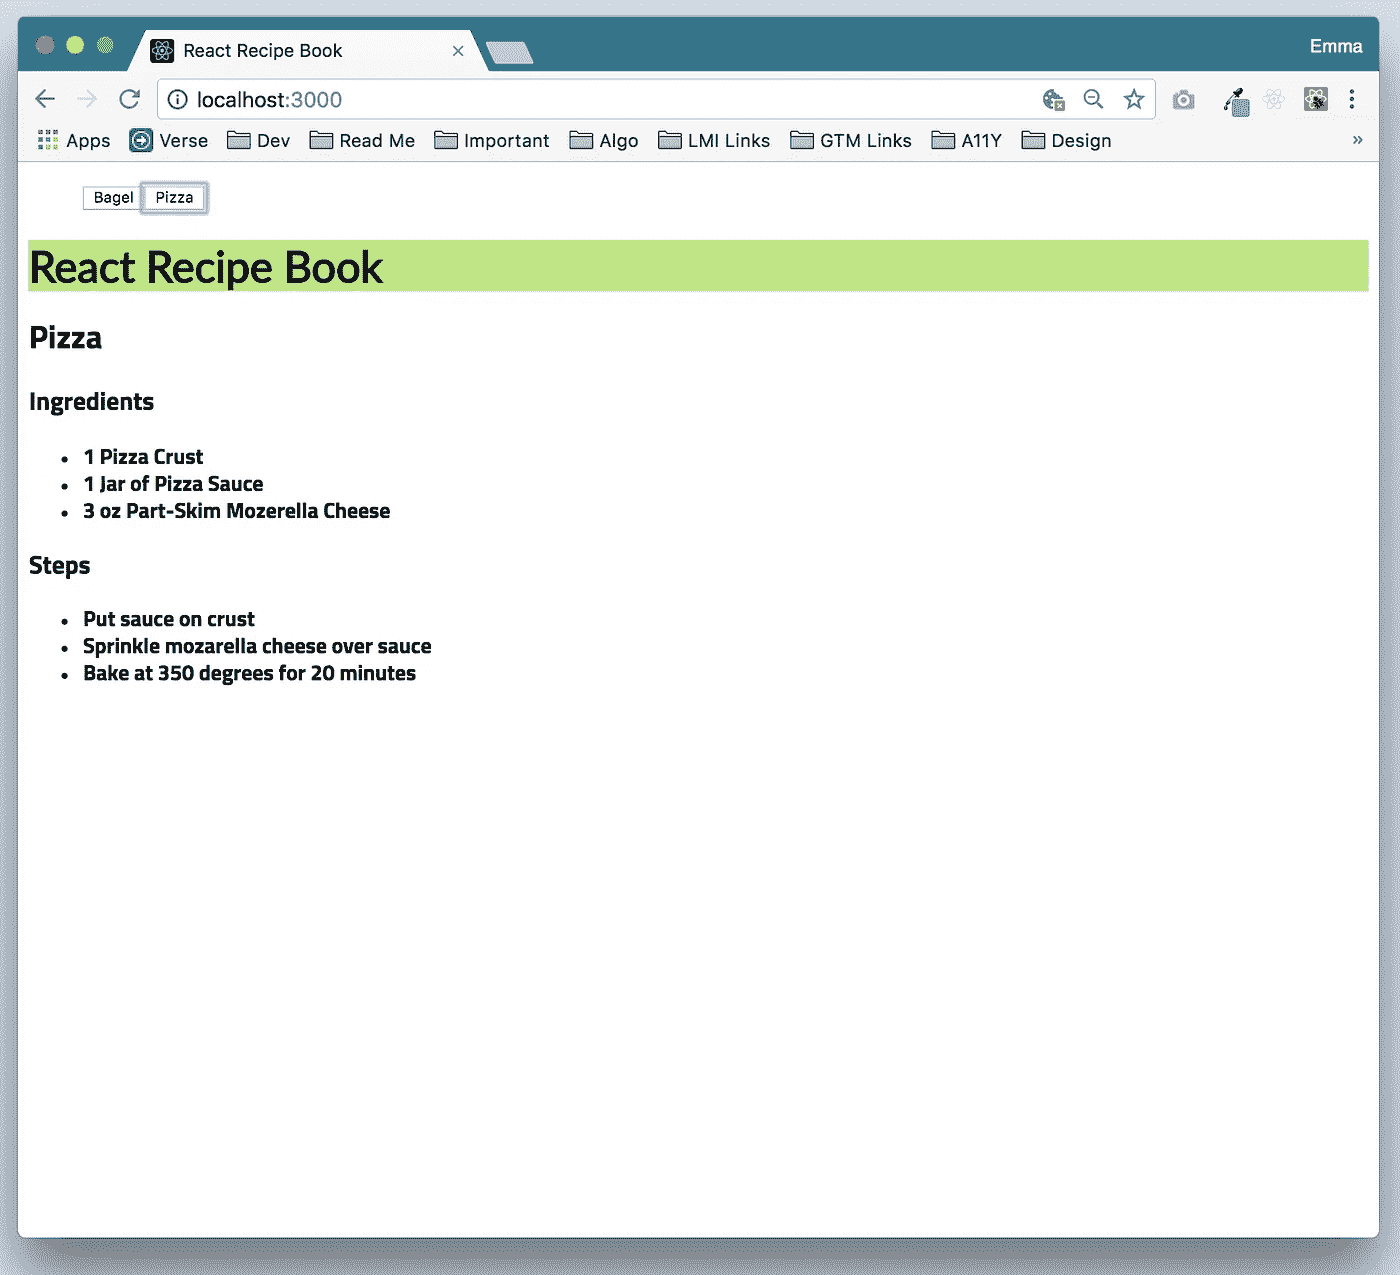 React Recipe Book
Emma
localhost:3000
Apps Verse Dev Read Me Important Algo LMI Links GTM Links A11Y Design »
Bagel Pizza
React Recipe Book
Pizza
Ingredients
• 1 Pizza Crust
• 1 Jar of Pizza Sauce
• 3 oz Part-Skim Mozerella Cheese
Steps
• Put sauce on crust
• Sprinkle mozarella cheese over sauce
• Bake at 350 degrees for 20 minutes